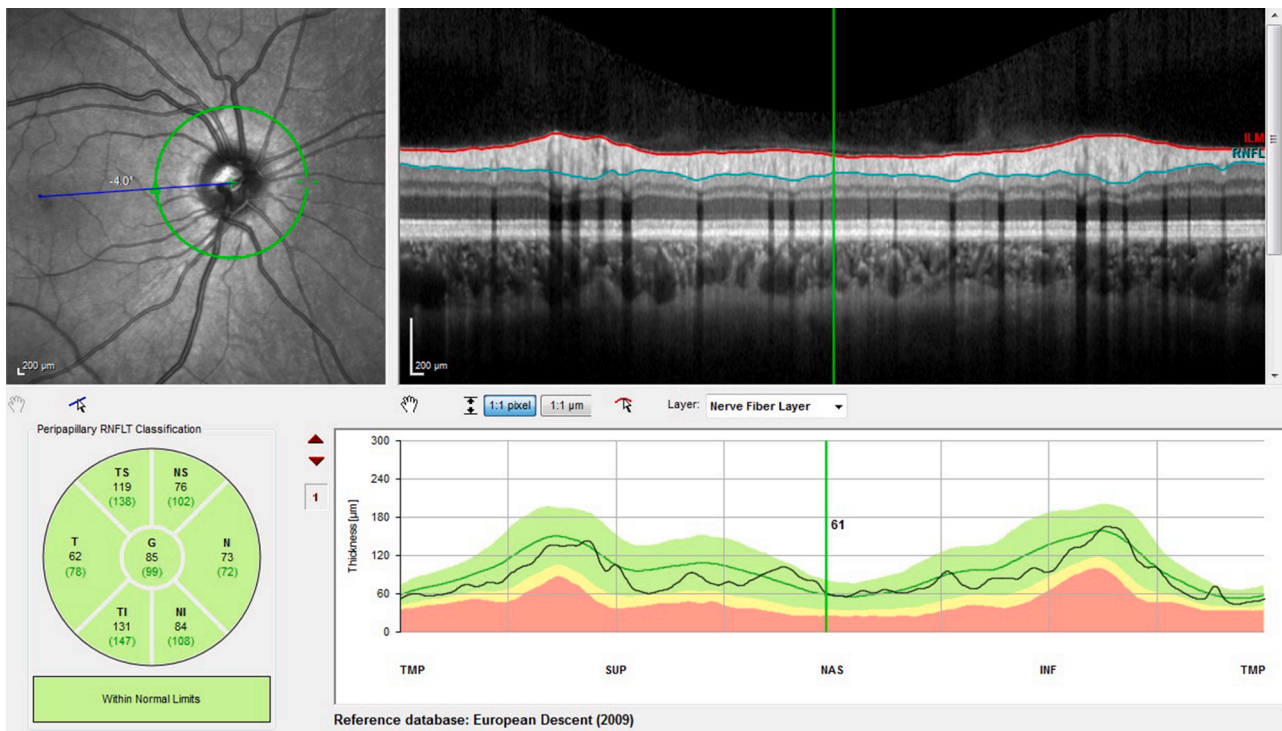 -4.0°
200 µm
ILM
RNFL
200 µm
1:1 pixel
1:1 µm
Layer: Nerve Fiber Layer
Peripapillary RNFLT Classification
TS
119
(138)
NS
76
(102)
T
62
(78)
G
85
(99)
N
73
(72)
TI
131
(147)
NI
84
(108)
Within Normal Limits
1
Thickness [µm]
300
240
180
120
60
0
61
TMP SUP NAS INF TMP
Reference database: European Descent (2009)